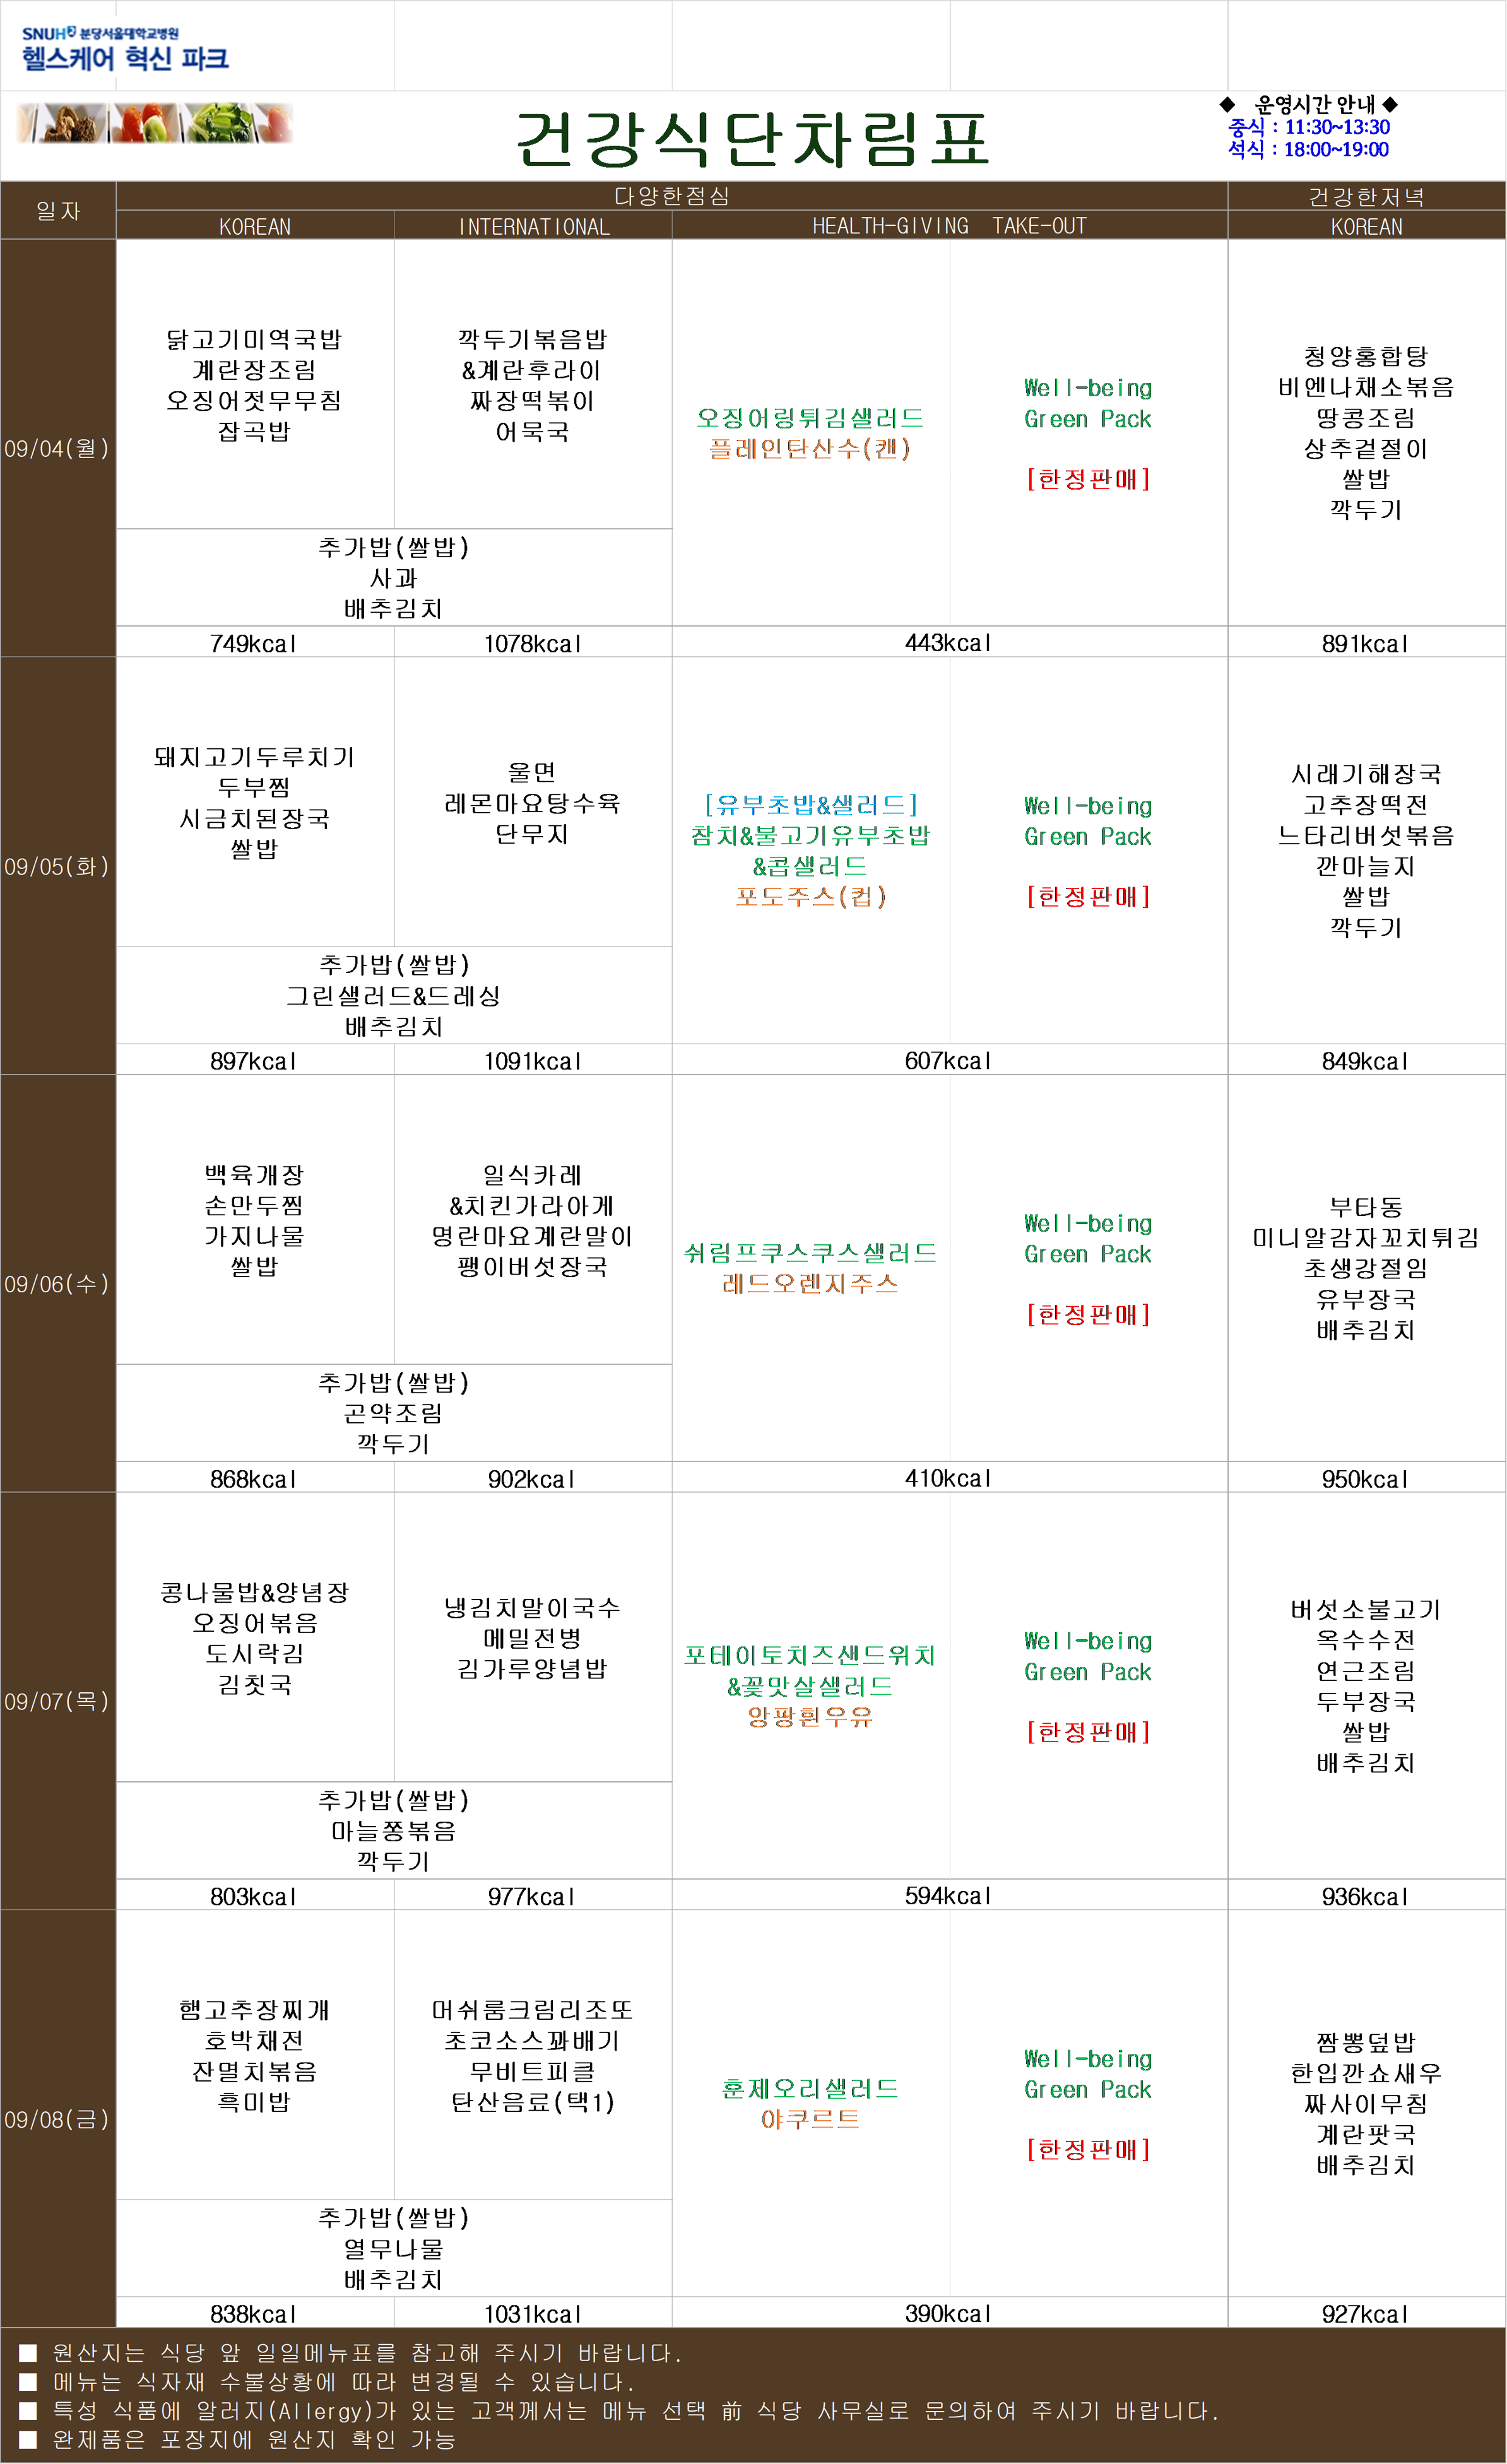 SNUH 분당서울대학교병원
헬스케어 혁신 파크
건강식단차림표
◆ 운영시간 안내 ◆
중식 : 11:30~13:30
석식 : 18:00~19:00
일자
다양한점심
건강한저녁
KOREAN
INTERNATIONAL
HEALTH-GIVING TAKE-OUT
KOREAN
09/04(월)
닭고기미역국밥
계란장조림
오징어젓무무침
잡곡밥
깍두기볶음밥
&계란후라이
짜장떡볶이
어묵국
추가밥(쌀밥)
사과
배추김치
오징어링튀김샐러드
플레인탄산수(캔)
Well-being
Green Pack
[한정판매]
청양홍합탕
비엔나채소볶음
땅콩조림
상추겉절이
쌀밥
깍두기
749kcal
1078kcal
443kcal
891kcal
09/05(화)
돼지고기두루치기
두부찜
시금치된장국
쌀밥
울면
레몬마요탕수육
단무지
추가밥(쌀밥)
그린샐러드&드레싱
배추김치
[유부초밥&샐러드]
참치&불고기유부초밥
&콥샐러드
포도주스(컵)
Well-being
Green Pack
[한정판매]
시래기해장국
고추장떡전
느타리버섯볶음
깐마늘지
쌀밥
깍두기
897kcal
1091kcal
607kcal
849kcal
09/06(수)
백육개장
손만두찜
가지나물
쌀밥
일식카레
&치킨가라아게
명란마요계란말이
팽이버섯장국
추가밥(쌀밥)
곤약조림
깍두기
쉬림프쿠스쿠스샐러드
레드오렌지주스
Well-being
Green Pack
[한정판매]
부타동
미니알감자꼬치튀김
초생강절임
유부장국
배추김치
868kcal
902kcal
410kcal
950kcal
09/07(목)
콩나물밥&양념장
오징어볶음
도시락김
김칫국
냉김치말이국수
메밀전병
김가루양념밥
추가밥(쌀밥)
마늘쫑볶음
깍두기
포테이토치즈샌드위치
&꽃맛살샐러드
앙팡흰우유
Well-being
Green Pack
[한정판매]
버섯소불고기
옥수수전
연근조림
두부장국
쌀밥
배추김치
803kcal
977kcal
594kcal
936kcal
09/08(금)
햄고추장찌개
호박채전
잔멸치볶음
흑미밥
머쉬룸크림리조또
초코소스꽈배기
무비트피클
탄산음료(택1)
추가밥(쌀밥)
열무나물
배추김치
훈제오리샐러드
야쿠르트
Well-being
Green Pack
[한정판매]
짬뽕덮밥
한입깐쇼새우
짜사이무침
계란팟국
배추김치
838kcal
1031kcal
390kcal
927kcal
■ 원산지는 식당 앞 일일메뉴표를 참고해 주시기 바랍니다.
■ 메뉴는 식자재 수불상황에 따라 변경될 수 있습니다.
■ 특성 식품에 알러지(Allergy)가 있는 고객께서는 메뉴 선택 前 식당 사무실로 문의하여 주시기 바랍니다.
■ 완제품은 포장지에 원산지 확인 가능